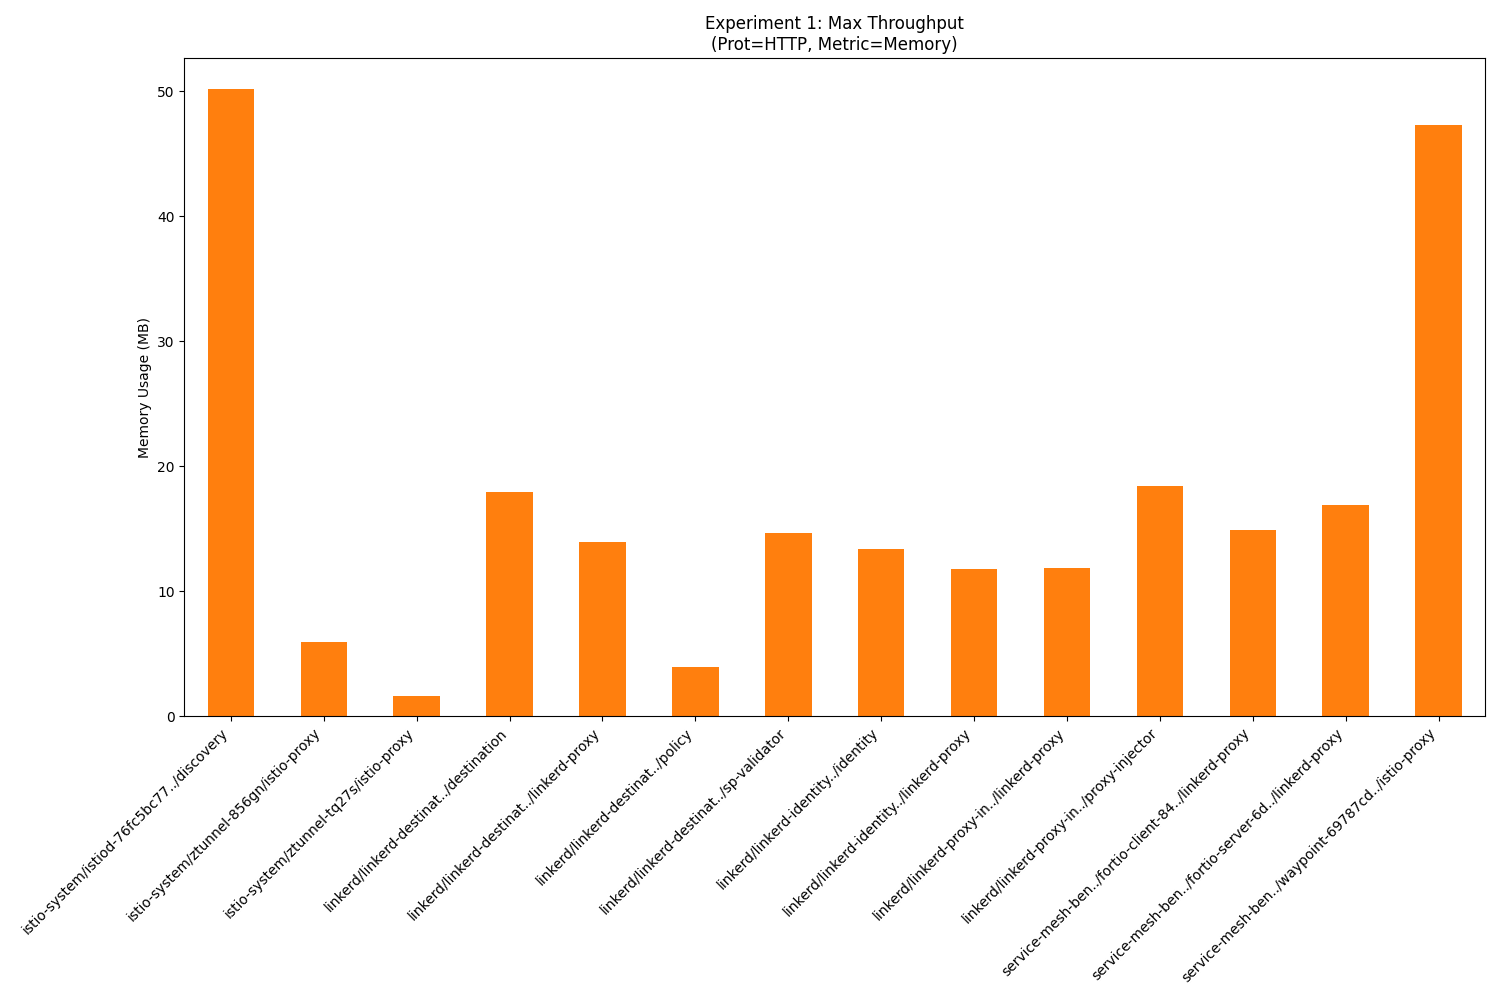 Experiment 1: Max Throughput
(Prot=HTTP, Metric=Memory)
Memory Usage (MB)
50
40
30
20
10
0
istio-system/istiod-76fc5bc77../discovery
istio-system/ztunnel-856gn/istio-proxy
istio-system/ztunnel-tq27s/istio-proxy
linkerd/linkerd-destinat../destination
linkerd/linkerd-destinat../linkerd-proxy
linkerd/linkerd-destinat../policy
linkerd/linkerd-destinat../sp-validator
linkerd/linkerd-identity../identity
linkerd/linkerd-identity../linkerd-proxy
linkerd/linkerd-proxy-in../linkerd-proxy
linkerd/linkerd-proxy-in../proxy-injector
service-mesh-ben../fortio-client-84../linkerd-proxy
service-mesh-ben../fortio-server-6d../linkerd-proxy
service-mesh-ben../waypoint-69787cd../istio-proxy